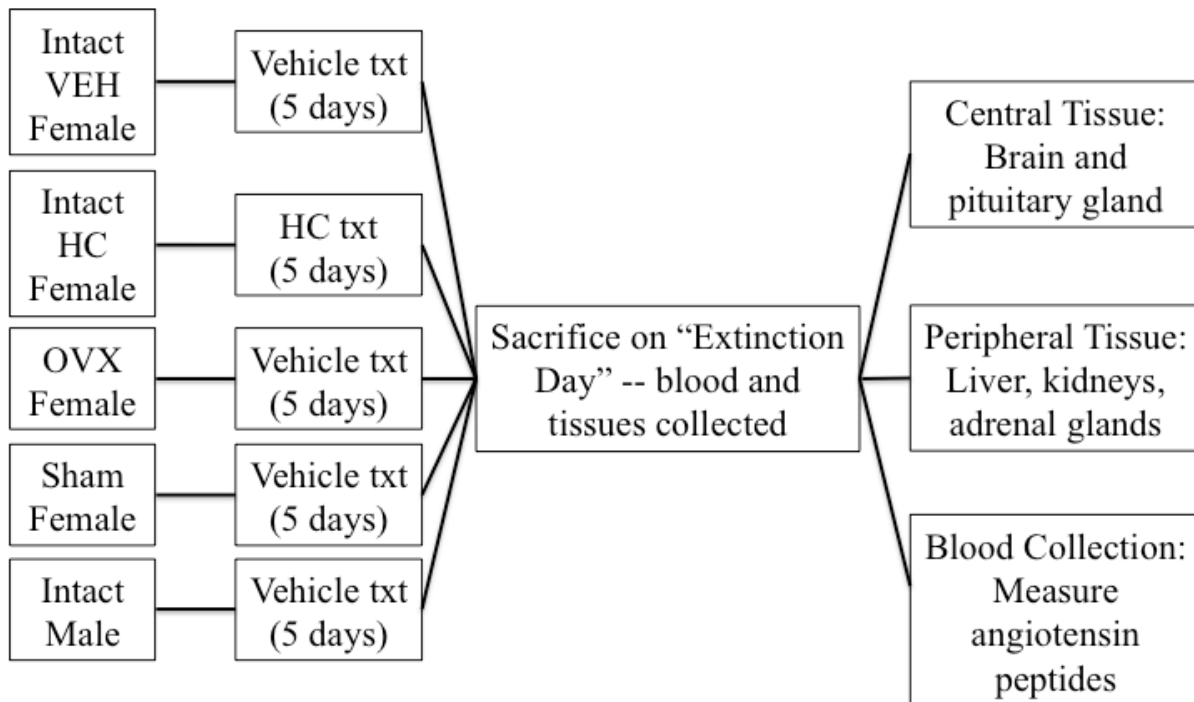 Intact
VEH
Female
Vehicle txt
(5 days)
Intact
HC
Female
HC txt
(5 days)
OVX
Female
Vehicle txt
(5 days)
Sham
Female
Vehicle txt
(5 days)
Intact
Male
Vehicle txt
(5 days)
Sacrifice on “Extinction
Day” -- blood and
tissues collected
Central Tissue:
Brain and
pituitary gland
Peripheral Tissue:
Liver, kidneys,
adrenal glands
Blood Collection:
Measure
angiotensin
peptides